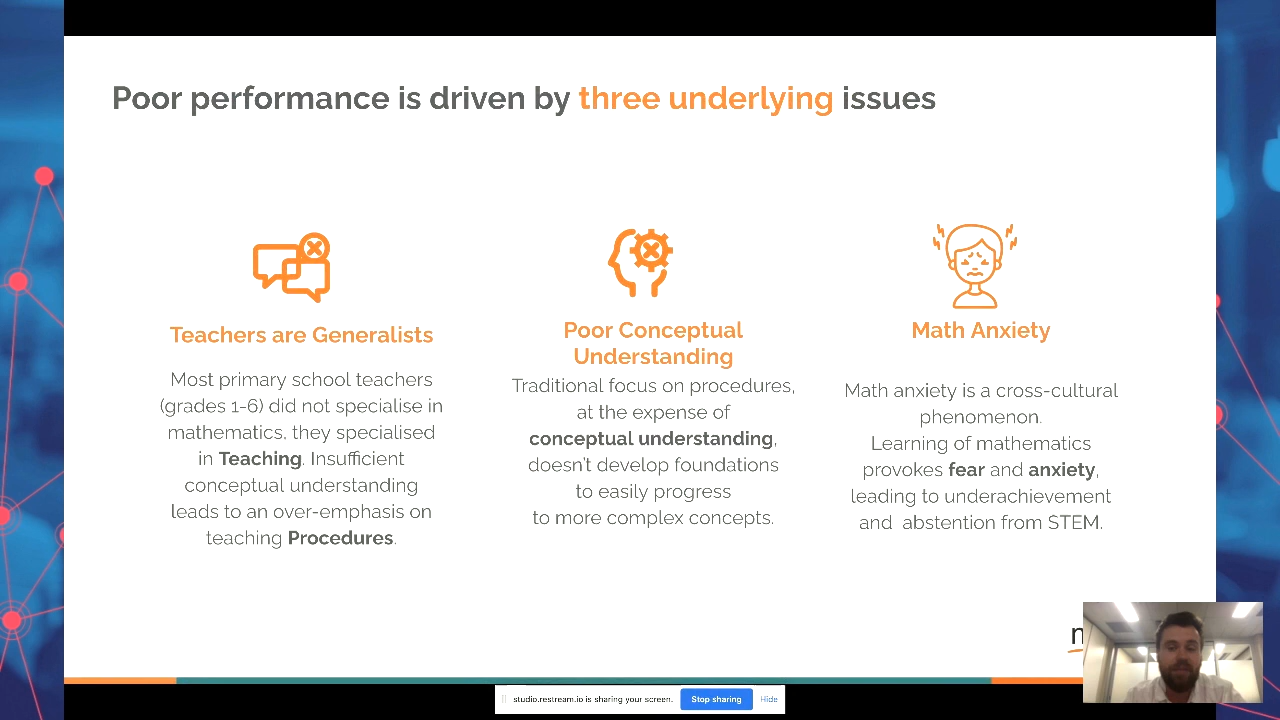 Poor performance is driven by three underlying issues
Teachers are Generalists
Most primary school teachers
(grades 1-6) did not specialise in
mathematics, they specialised
in Teaching. Insufficient
conceptual understanding
leads to an over-emphasis on
teaching Procedures.
Poor Conceptual
Understanding
Traditional focus on procedures,
at the expense of
conceptual understanding,
doesn't develop foundations
to easily progress
to more complex concepts.
Math Anxiety
Math anxiety is a cross-cultural
phenomenon.
Learning of mathematics
provokes fear and anxiety,
leading to underachievement
and abstention from STEM.
studio.restream.io is sharing your screen. Stop sharing Hide